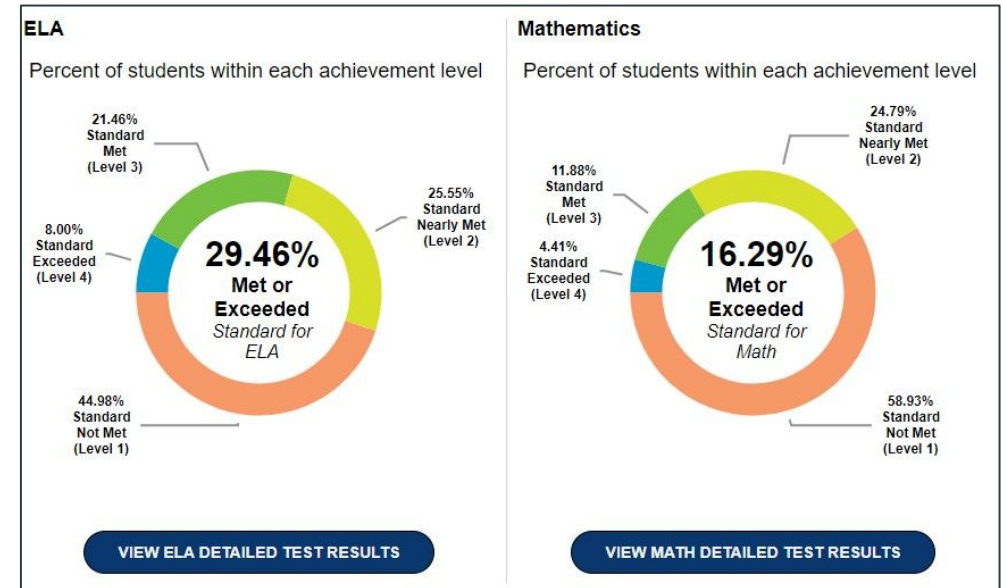 ELA
Percent of students within each achievement level
21.46%
Standard
Met
(Level 3)
25.55%
Standard
Nearly Met
(Level 2)
8.00%
Standard
Exceeded
(Level 4)
29.46%
Met or
Exceeded
Standard for
ELA
44.98%
Standard
Not Met
(Level 1)
VIEW ELA DETAILED TEST RESULTS
Mathematics
Percent of students within each achievement level
24.79%
Standard
Nearly Met
(Level 2)
11.88%
Standard
Met
(Level 3)
4.41%
Standard
Exceeded
(Level 4)
16.29%
Met or
Exceeded
Standard for
Math
58.93%
Standard
Not Met
(Level 1)
VIEW MATH DETAILED TEST RESULTS